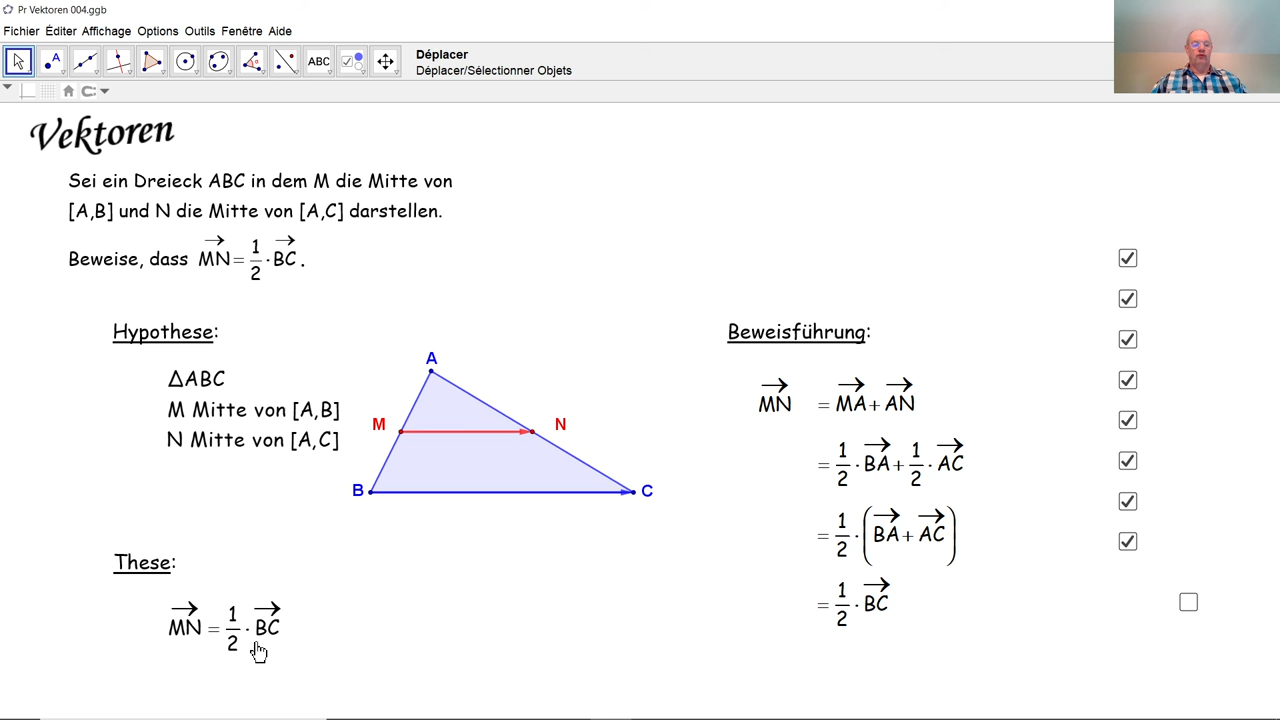 Pr Vektoren 004.ggb
Fichier Éditer Affichage Options Outils Fenêtre Aide
A ABC
Déplacer
Déplacer/Sélectionner Objets
Vektoren
Sei ein Dreieck ABC in dem M die Mitte von
[A,B] und N die Mitte von [A,C] darstellen.
Beweise, dass MN⃗ = 1/2 · BC⃗ .
Hypothese:
ΔABC
M Mitte von [A,B]
N Mitte von [A,C]
A
M
N
B
C
These:
MN⃗ = 1/2 · BC⃗
Beweisführung:
MN⃗ = MA⃗ + AN⃗
= 1/2 · BA⃗ + 1/2 · AC⃗
= 1/2 · (BA⃗ + AC⃗)
= 1/2 · BC⃗